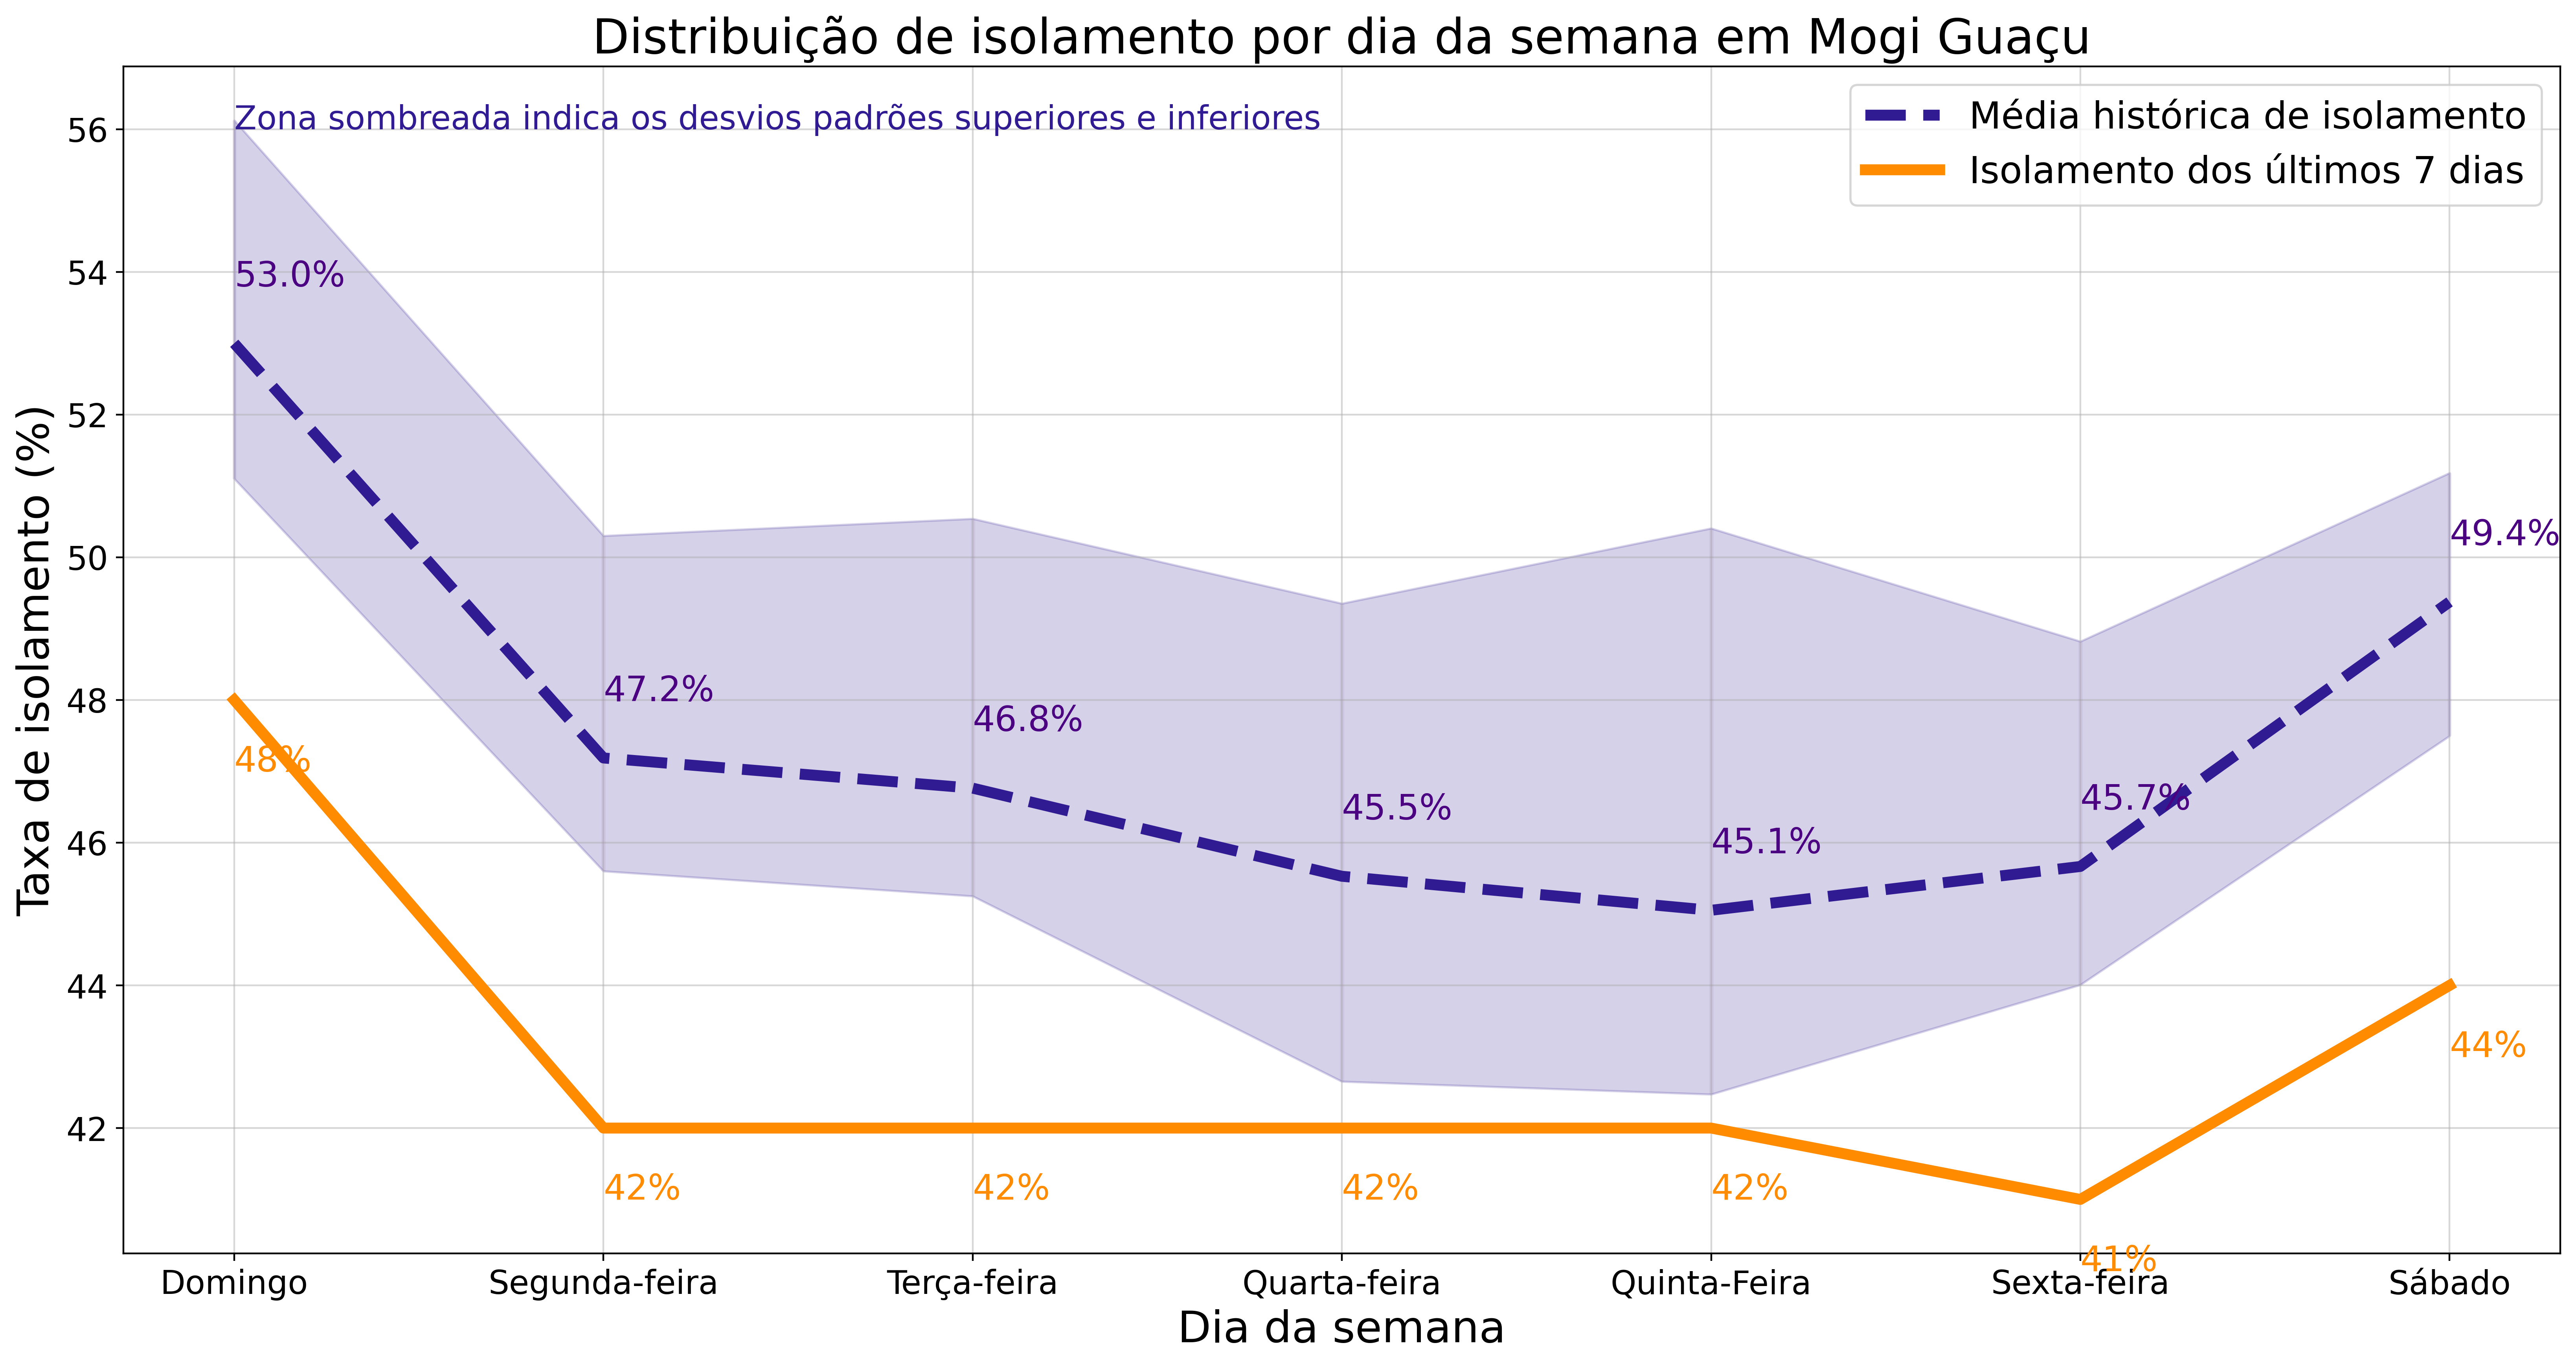 Distribuição de isolamento por dia da semana em Mogi Guaçu
Zona sombreada indica os desvios padrões superiores e inferiores
Média histórica de isolamento
Isolamento dos últimos 7 dias
Taxa de isolamento (%)
56
54
52
50
48
46
44
42
53.0%
47.2%
46.8%
45.5%
45.1%
45.7%
49.4%
48%
42%
42%
42%
42%
41%
44%
Domingo
Segunda-feira
Terça-feira
Quarta-feira
Quinta-Feira
Sexta-feira
Sábado
Dia da semana